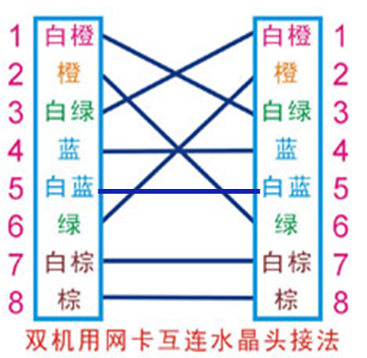 1 白橙 白橙 1
2 橙 橙 2
3 白绿 白绿 3
4 蓝 蓝 4
5 白蓝 白蓝 5
6 绿 绿 6
7 白棕 白棕 7
8 棕 棕 8
双机用网卡互连水晶头接法